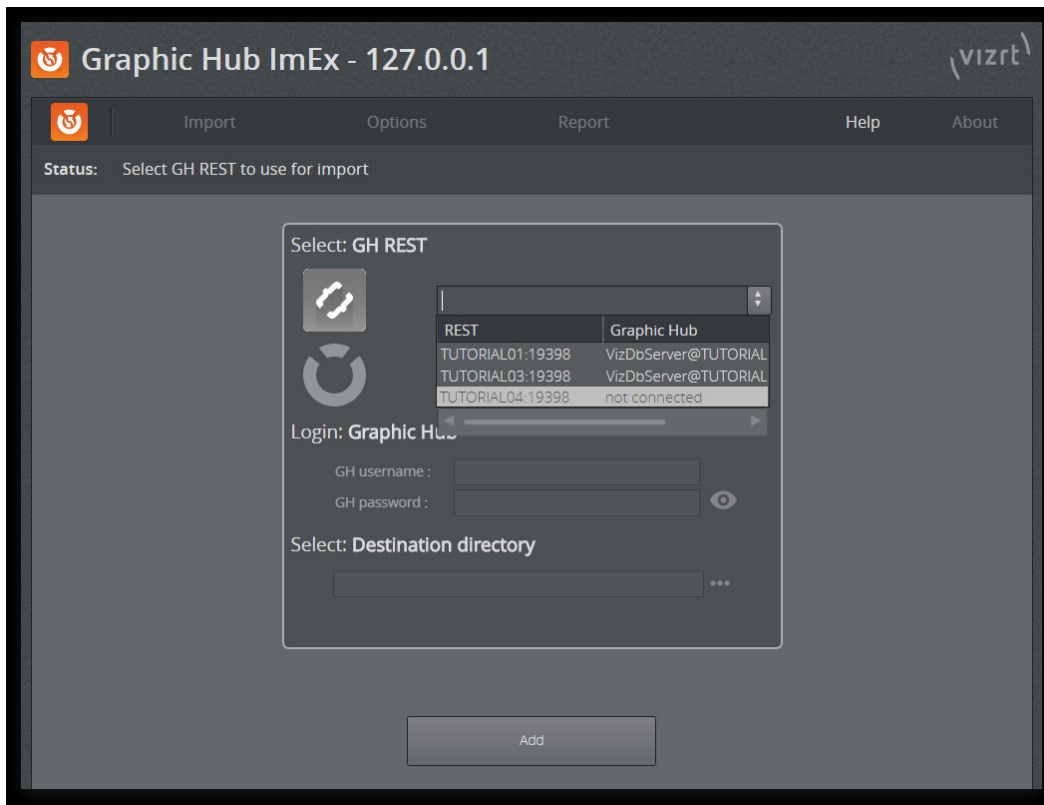 Graphic Hub ImEx - 127.0.0.1
vizrt
Import Options Report Help About
Status: Select GH REST to use for import
Select: GH REST
REST Graphic Hub
TUTORIAL01:19398 VizDbServer@TUTORIAL
TUTORIAL03:19398 VizDbServer@TUTORIAL
TUTORIAL04:19398 not connected
Login: Graphic Hub
GH username :
GH password :
Select: Destination directory
Add